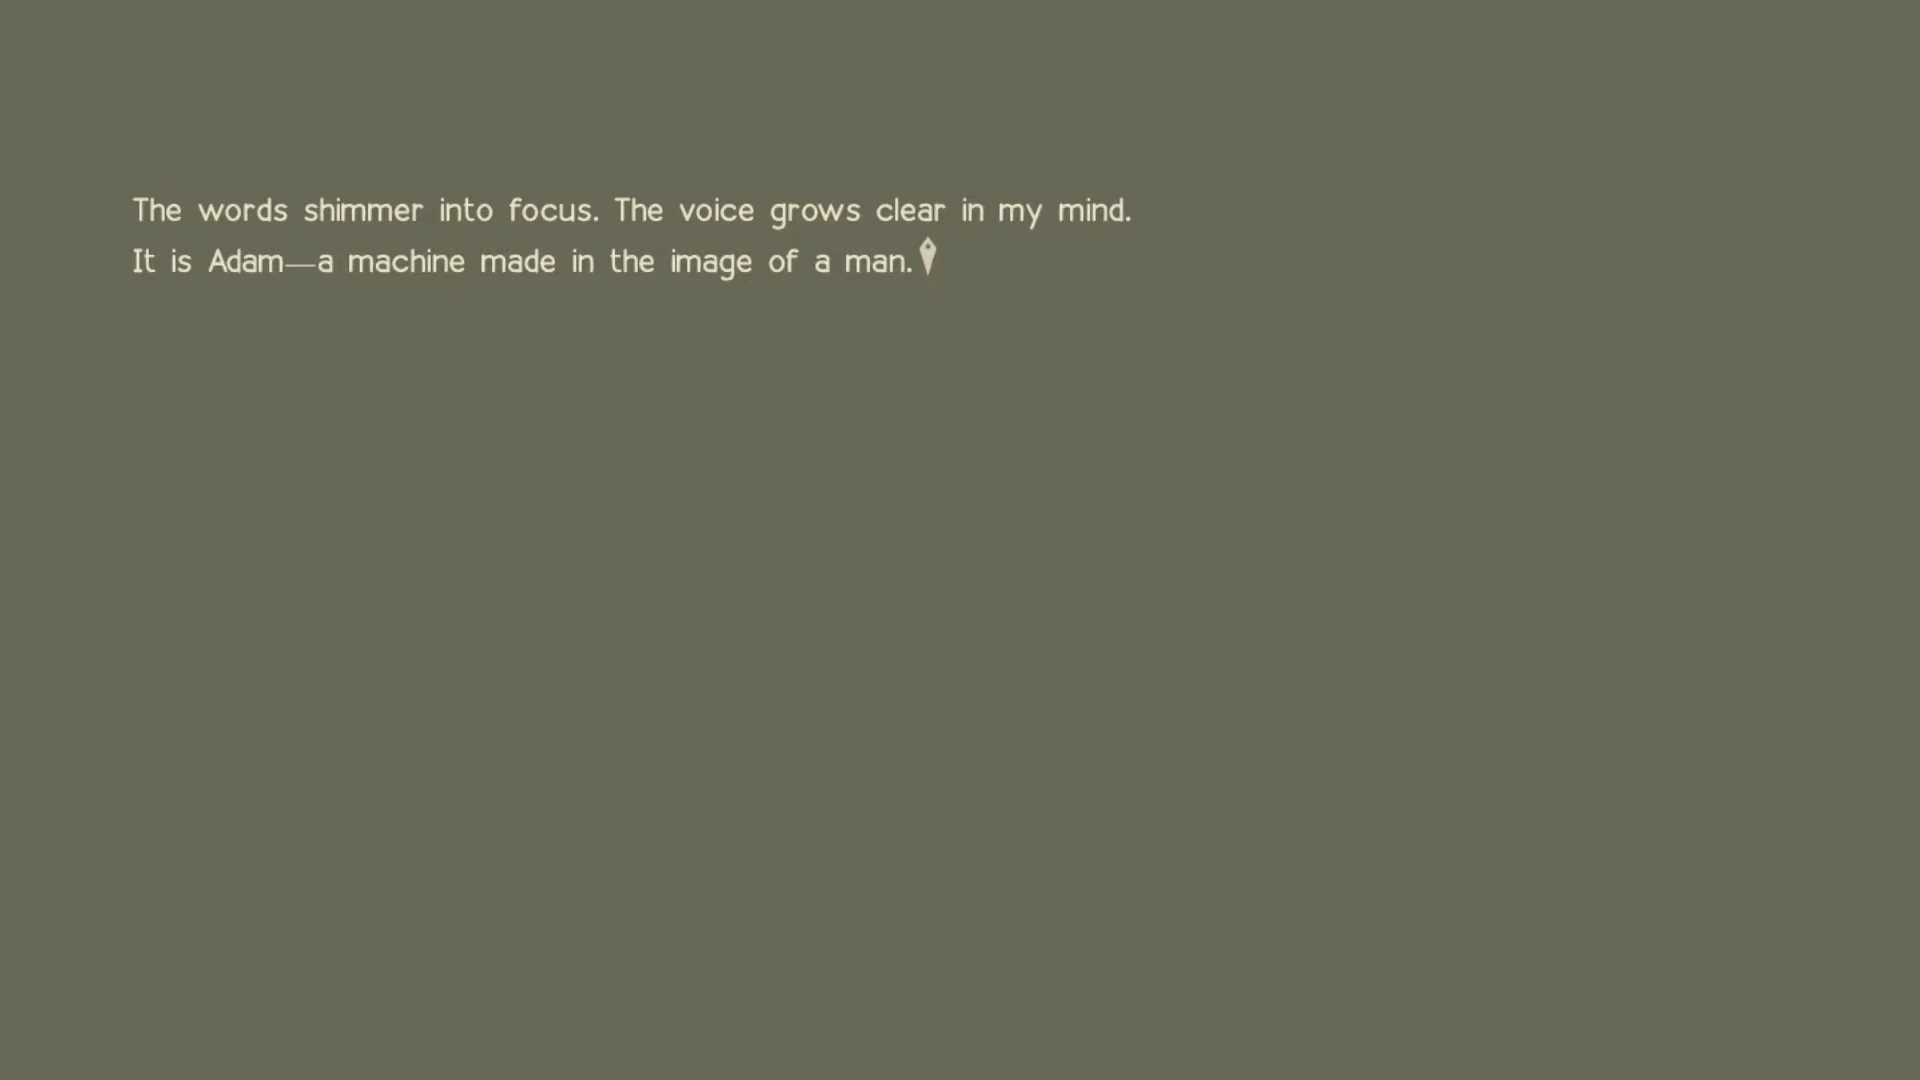 The words shimmer into focus. The voice grows clear in my mind.
It is Adam—a machine made in the image of a man.